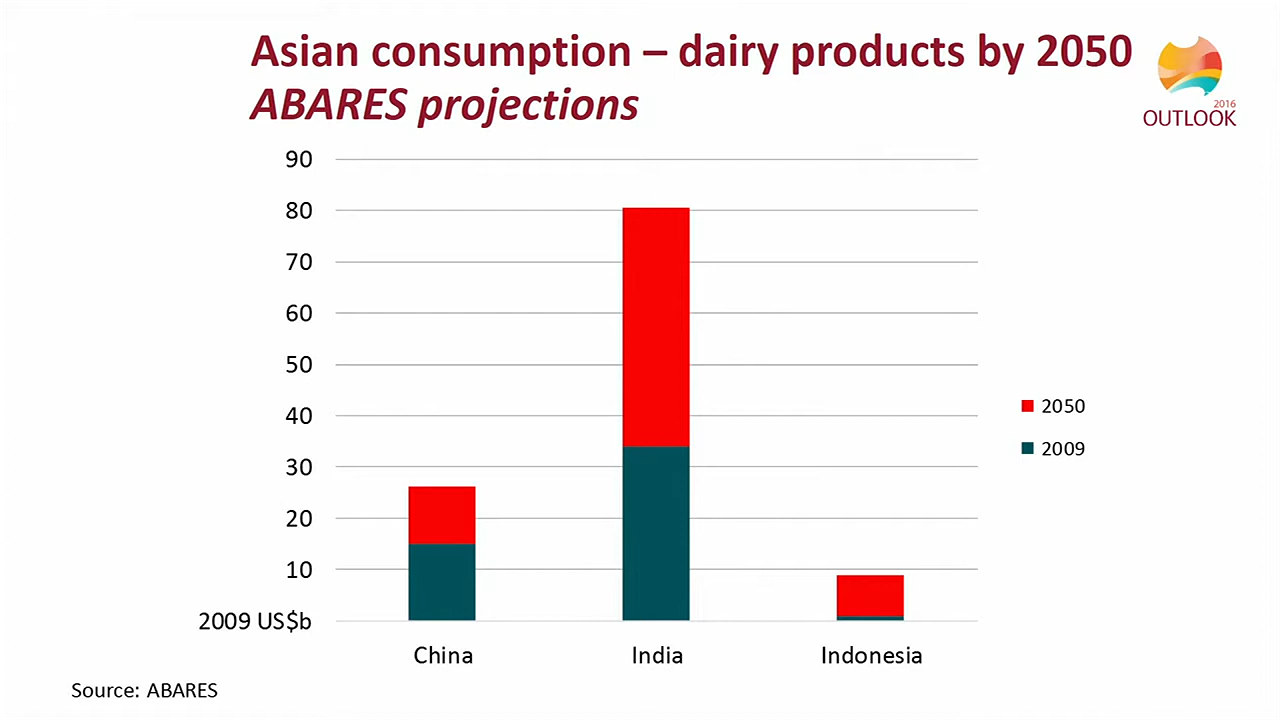 Asian consumption – dairy products by 2050
ABARES projections
2016
OUTLOOK
90
80
70
60
50
40
30
20
10
2009 US$b
China
India
Indonesia
2050
2009
Source: ABARES